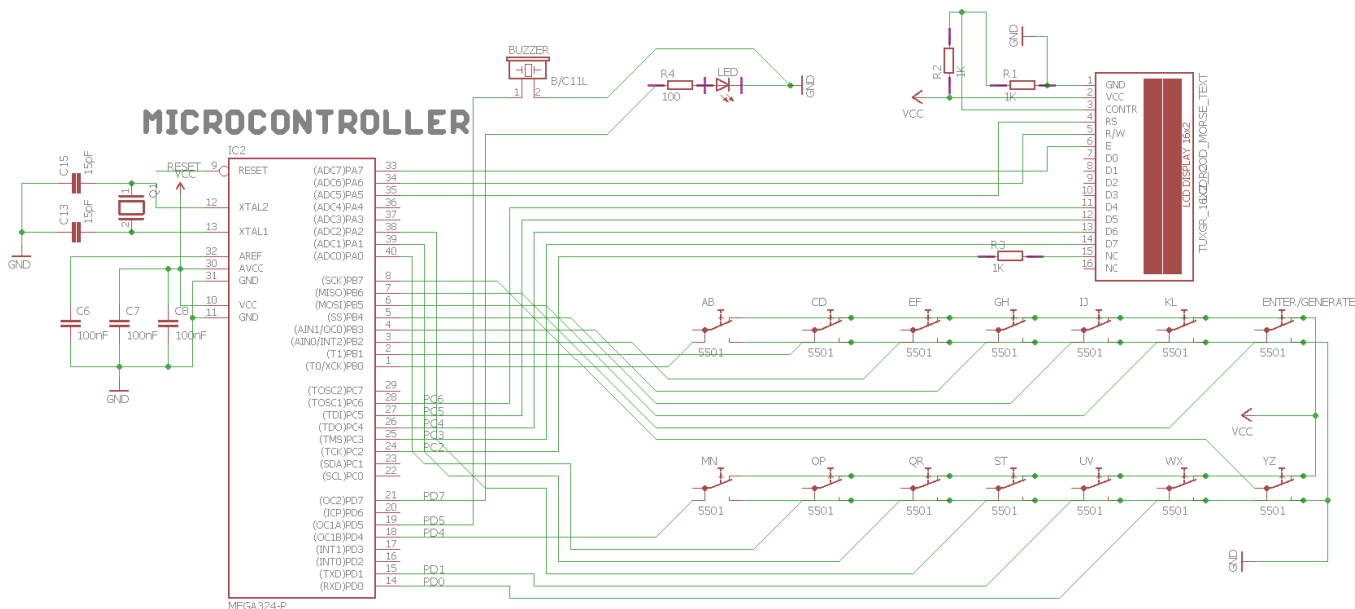 MICROCONTROLLER
IC2
MEGA324-P
RESET
RESET
VCC
9
12
13
32
30
31
10
11
XTAL2
XTAL1
AREF
AVCC
GND
VCC
GND
C15
15pF
C13
15pF
Q1
1
2
GND
C6
100nF
C7
100nF
C8
100nF
GND
(ADC7)PA7 33
(ADC6)PA6 34
(ADC5)PA5 35
(ADC4)PA4 36
(ADC3)PA3 37
(ADC2)PA2 38
(ADC1)PA1 39
(ADC0)PA0 40
(SCK)PB7 8
(MISO)PB6 7
(MOSI)PB5 6
(SS)PB4 5
(AIN1/OC0)PB3 4
(AIN0/INT2)PB2 3
(T1)PB1 2
(T0/XCK)PB0 1
(TOSC2)PC7 29
(TOSC1)PC6 28 PC6
(TDI)PC5 27 PC5
(TDO)PC4 26 PC4
(TMS)PC3 25 PC3
(TCK)PC2 24 PC2
(SDA)PC1 23
(SCL)PC0 22
(OC2)PD7 21 PD7
(ICP)PD6 20
(OC1A)PD5 19 PD5
(OC1B)PD4 18 PD4
(INT1)PD3 17
(INT0)PD2 16
(TXD)PD1 15 PD1
(RXD)PD0 14 PD0
BUZZER
B/C11L
1 2
R4
100
LED
GND
R2
1K
R1
1K
GND
VCC
1 GND
2 VCC
3 CONTR
4 RS
5 R/W
6 E
7 D0
8 D1
9 D2
10 D3
11 D4
12 D5
13 D6
14 D7
15 NC
16 NC
R3
1K
LCD DISPLAY 16x2
AB CD EF GH IJ KL ENTER/GENERATE
5501 5501 5501 5501 5501 5501 5501
VCC
MN OP QR ST UV WX YZ
5501 5501 5501 5501 5501 5501 5501
GND